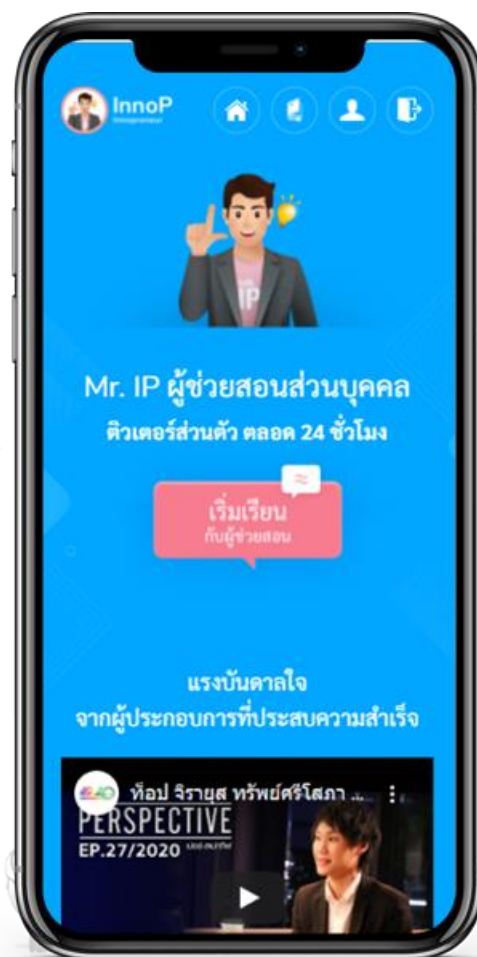 InnoP
Innopreneur
IP
Mr. IP ผู้ช่วยสอนส่วนบุคคล
ติวเตอร์ส่วนตัว ตลอด 24 ชั่วโมง
เริ่มเรียน
กับผู้ช่วยสอน
แรงบันดาลใจ
จากผู้ประกอบการที่ประสบความสำเร็จ
ท็อป จิรายุส ทรัพย์ศรีโสภา ...
PERSPECTIVE
EP.27/2020